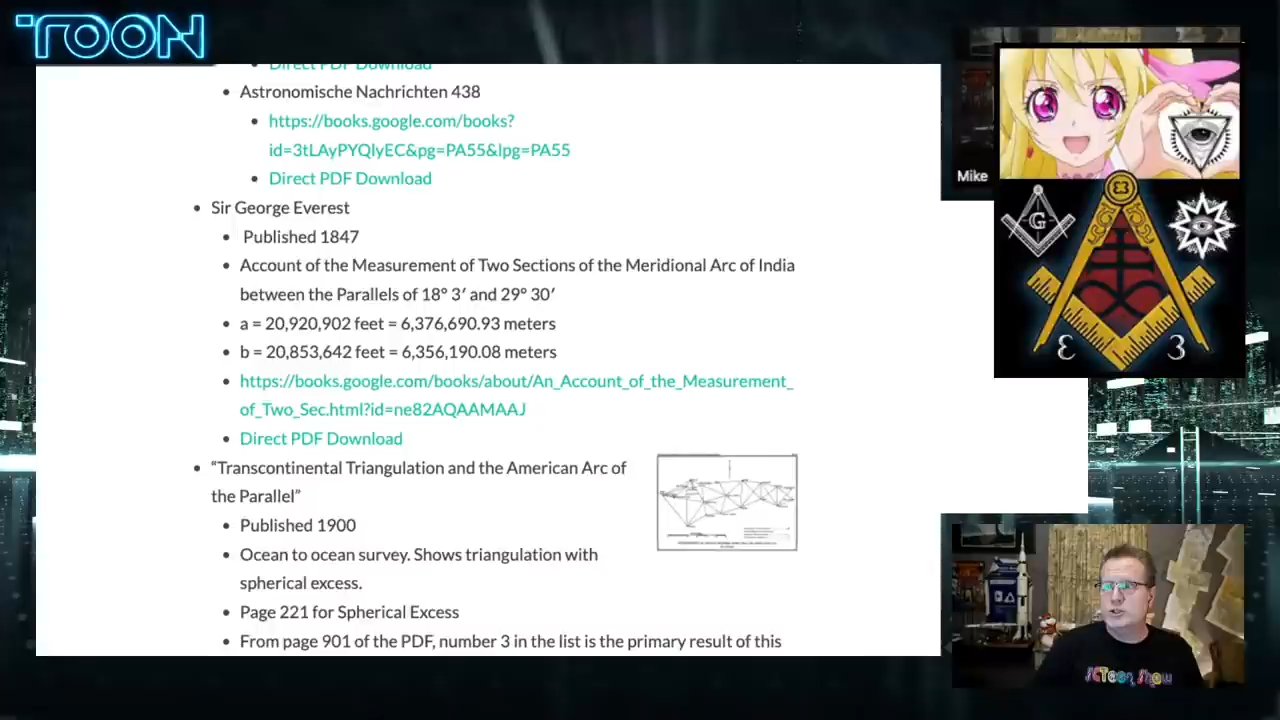 TOON
Direct PDF Download
Astronomische Nachrichten 438
https://books.google.com/books?
id=3tLAyPYQlyEC&pg=PA55&lpg=PA55
Direct PDF Download
Sir George Everest
Published 1847
Account of the Measurement of Two Sections of the Meridional Arc of India
between the Parallels of 18° 3′ and 29° 30′
a = 20,920,902 feet = 6,376,690.93 meters
b = 20,853,642 feet = 6,356,190.08 meters
https://books.google.com/books/about/An_Account_of_the_Measurement_
of_Two_Sec.html?id=ne82AQAAMAAJ
Direct PDF Download
“Transcontinental Triangulation and the American Arc of
the Parallel”
Published 1900
Ocean to ocean survey. Shows triangulation with
spherical excess.
Page 221 for Spherical Excess
From page 901 of the PDF, number 3 in the list is the primary result of this
Mike
G
Toon Show